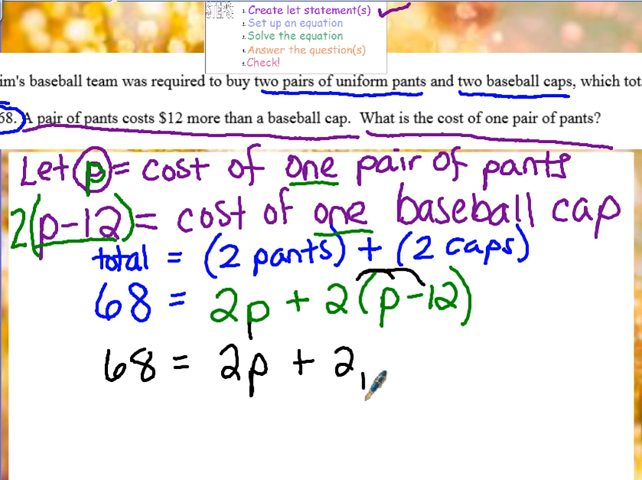 1. Create let statement(s)
2. Set up an equation
3. Solve the equation
4. Answer the question(s)
5. Check!
baseball team was required to buy two pairs of uniform pants and two baseball caps, which
68. A pair of pants costs $12 more than a baseball cap. What is the cost of one pair of pants?
Let p = cost of one pair of pants
2(p-12) = cost of one baseball cap
total = (2 pants) + (2 caps)
68 = 2p + 2(p-12)
68 = 2p + 2